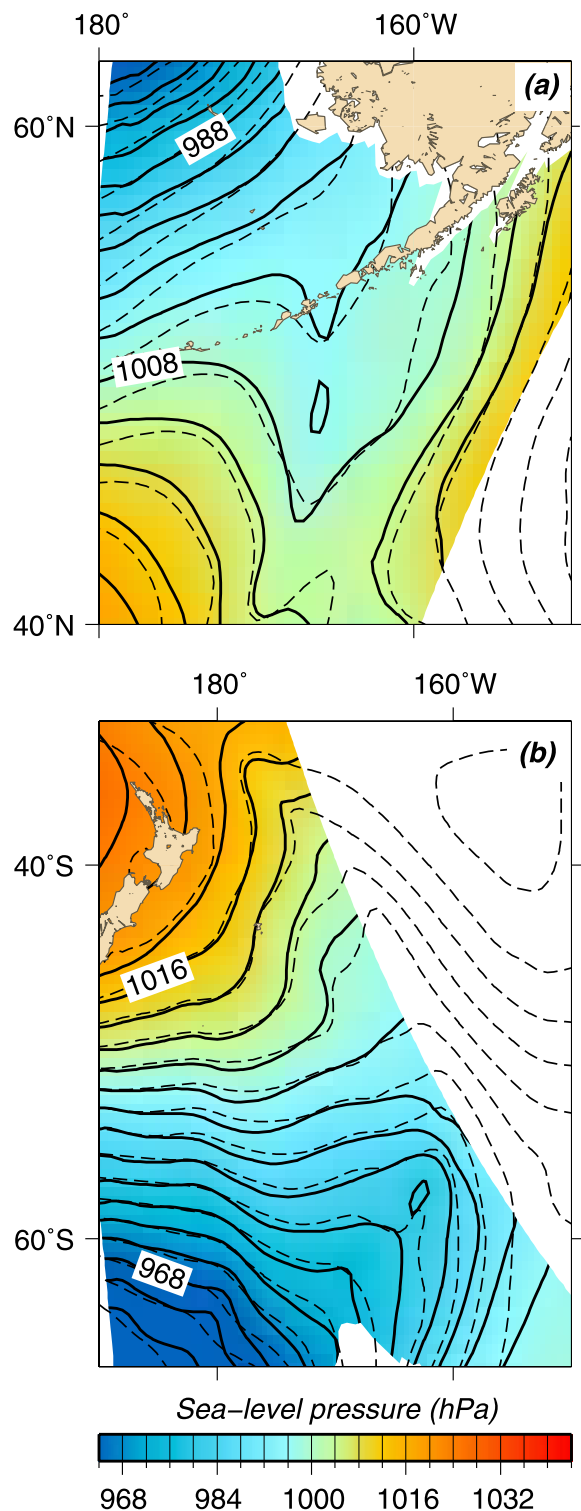 180˚ 160˚W
(a)
60˚N
988
1008
40˚N
180˚ 160˚W
(b)
40˚S
1016
60˚S
968
Sea−level pressure (hPa)
968 984 1000 1016 1032